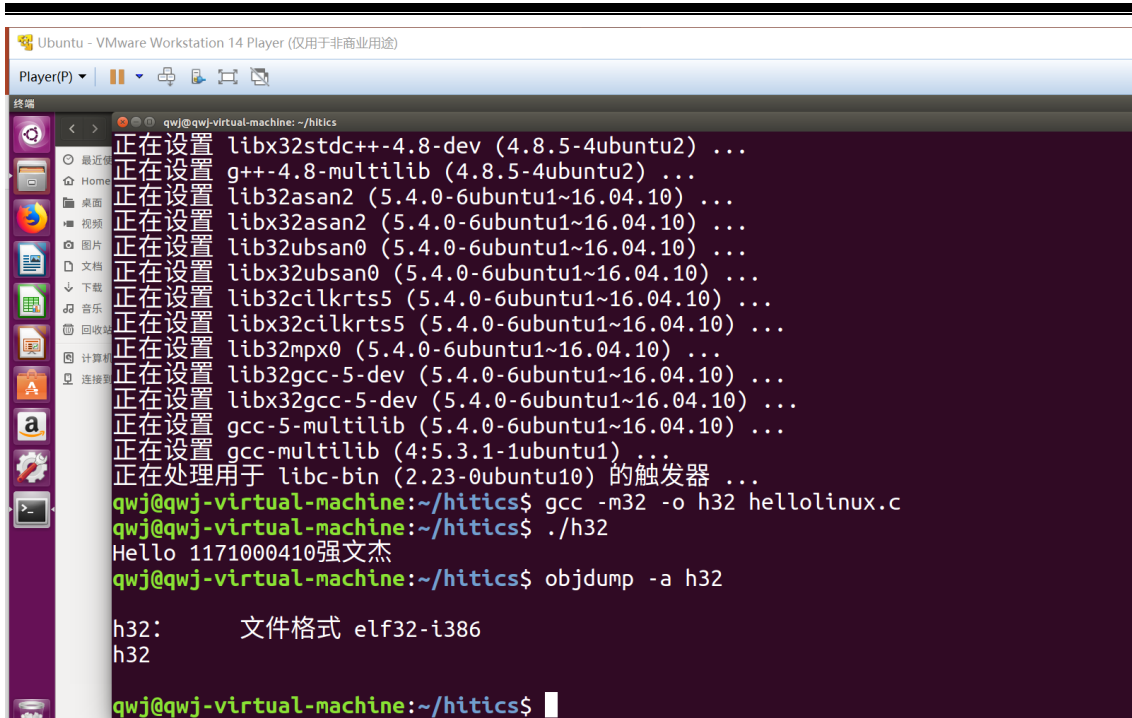 Ubuntu - VMware Workstation 14 Player (仅用于非商业用途)
Player(P)
终端
qwj@qwj-virtual-machine: ~/hitics
最近使
Home
桌面
视频
图片
文档
下载
音乐
回收站
计算机
连接到
正在设置 libx32stdc++-4.8-dev (4.8.5-4ubuntu2) ...
正在设置 g++-4.8-multilib (4.8.5-4ubuntu2) ...
正在设置 lib32asan2 (5.4.0-6ubuntu1~16.04.10) ...
正在设置 libx32asan2 (5.4.0-6ubuntu1~16.04.10) ...
正在设置 lib32ubsan0 (5.4.0-6ubuntu1~16.04.10) ...
正在设置 libx32ubsan0 (5.4.0-6ubuntu1~16.04.10) ...
正在设置 lib32cilkrts5 (5.4.0-6ubuntu1~16.04.10) ...
正在设置 libx32cilkrts5 (5.4.0-6ubuntu1~16.04.10) ...
正在设置 lib32mpx0 (5.4.0-6ubuntu1~16.04.10) ...
正在设置 lib32gcc-5-dev (5.4.0-6ubuntu1~16.04.10) ...
正在设置 libx32gcc-5-dev (5.4.0-6ubuntu1~16.04.10) ...
正在设置 gcc-5-multilib (5.4.0-6ubuntu1~16.04.10) ...
正在设置 gcc-multilib (4:5.3.1-1ubuntu1) ...
正在处理用于 libc-bin (2.23-0ubuntu10) 的触发器 ...
qwj@qwj-virtual-machine:~/hitics$ gcc -m32 -o h32 hellolinux.c
qwj@qwj-virtual-machine:~/hitics$ ./h32
Hello 1171000410强文杰
qwj@qwj-virtual-machine:~/hitics$ objdump -a h32
h32：     文件格式 elf32-i386
h32
qwj@qwj-virtual-machine:~/hitics$